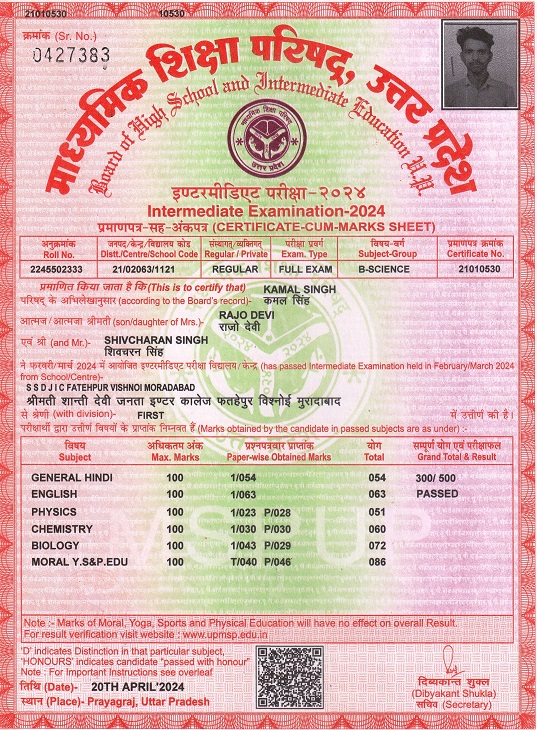 21010530 10530
क्रमांक (Sr. No.)
0427383
माध्यमिक शिक्षा परिषद्, उत्तर प्रदेश
Board of High School and Intermediate Education U.P.
माध्यमिक शिक्षा परिषद
उत्तर प्रदेश
इण्टरमीडिएट परीक्षा-२०२४
Intermediate Examination-2024
प्रमाणपत्र-सह-अंकपत्र (CERTIFICATE-CUM-MARKS SHEET)
अनुक्रमांक जनपद/केन्द्र/विद्यालय कोड संस्थागत/व्यक्तिगत परीक्षा प्रवर्ग विषय-वर्ग प्रमाणपत्र क्रमांक
Roll No. Distt./Centre/School Code Regular / Private Exam. Type Subject-Group Certificate No.
2245502333 21/02063/1121 REGULAR FULL EXAM B-SCIENCE 21010530
प्रमाणित किया जाता है कि (This is to certify that) KAMAL SINGH
परिषद् के अभिलेखानुसार (according to the Board's record)- कमल सिंह
आत्मज/आत्मजा श्रीमती (son/daughter of Mrs.)- RAJO DEVI
राजो देवी
एवं श्री (and Mr.)- SHIVCHARAN SINGH
शिवचरन सिंह
ने फरवरी/मार्च 2024 में आयोजित इण्टरमीडिएट परीक्षा विद्यालय/केन्द्र (has passed Intermediate Examination held in February/March 2024
from School/Centre)-
S S D J I C FATEHPUR VISHNOI MORADABAD
श्रीमती शान्ती देवी जनता इण्टर कालेज फतहेपुर विश्नोई मुरादाबाद
से श्रेणी (with division)- FIRST में उत्तीर्ण की है।
परीक्षार्थी द्वारा उत्तीर्ण विषयों के प्राप्तांक निम्नवत हैं (Marks obtained by the candidate in passed subjects are as under) :-
विषय अधिकतम अंक प्रश्नपत्रवार प्राप्तांक योग सम्पूर्ण योग एवं परीक्षाफल
Subject Max. Marks Paper-wise Obtained Marks Total Grand Total & Result
GENERAL HINDI 100 1/054 054 300/ 500
ENGLISH 100 1/063 063 PASSED
PHYSICS 100 1/023 P/028 051
CHEMISTRY 100 1/030 P/030 060
BIOLOGY 100 1/043 P/029 072
MORAL Y.S&P.EDU 100 T/040 P/046 086
Note :- Marks of Moral, Yoga, Sports and Physical Education will have no effect on overall Result.
For result verification visit website : www.upmsp.edu.in
'D' indicates Distinction in that particular subject,
'HONOURS' indicates candidate "passed with honour"
Note : For Important Instructions see overleaf
तिथि (Date)- 20TH APRIL'2024
स्थान (Place)- Prayagraj, Uttar Pradesh
दिब्यकान्त शुक्ल
(Dibyakant Shukla)
सचिव (Secretary)